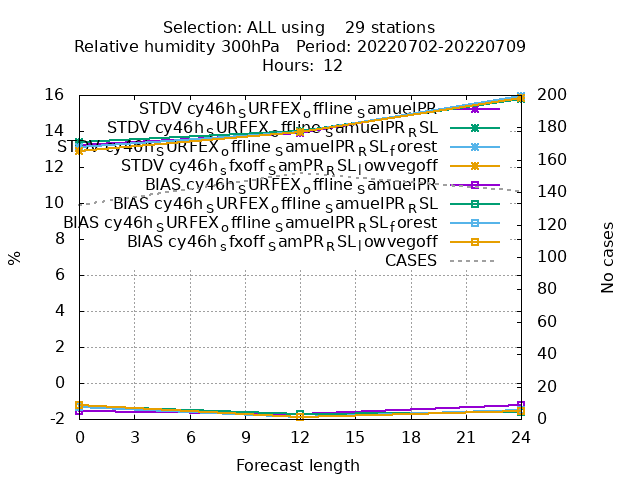 Selection: ALL using 29 stations
Relative humidity 300hPa Period: 20220702-20220709
Hours: 12
STDV cy46h_SURFEX_offline_SamuelPR
STDV cy46h_SURFEX_offline_SamuelPR_RSL
STDV cy46h_SURFEX_offline_SamuelPR_RSL_forest
STDV cy46h_sfxoff_SamPR_RSL_lowvegoff
BIAS cy46h_SURFEX_offline_SamuelPR
BIAS cy46h_SURFEX_offline_SamuelPR_RSL
BIAS cy46h_SURFEX_offline_SamuelPR_RSL_forest
BIAS cy46h_sfxoff_SamPR_RSL_lowvegoff
CASES
16
14
12
10
8
6
4
2
0
-2
%
200
180
160
140
120
100
80
60
40
20
0
No cases
0 3 6 9 12 15 18 21 24
Forecast length